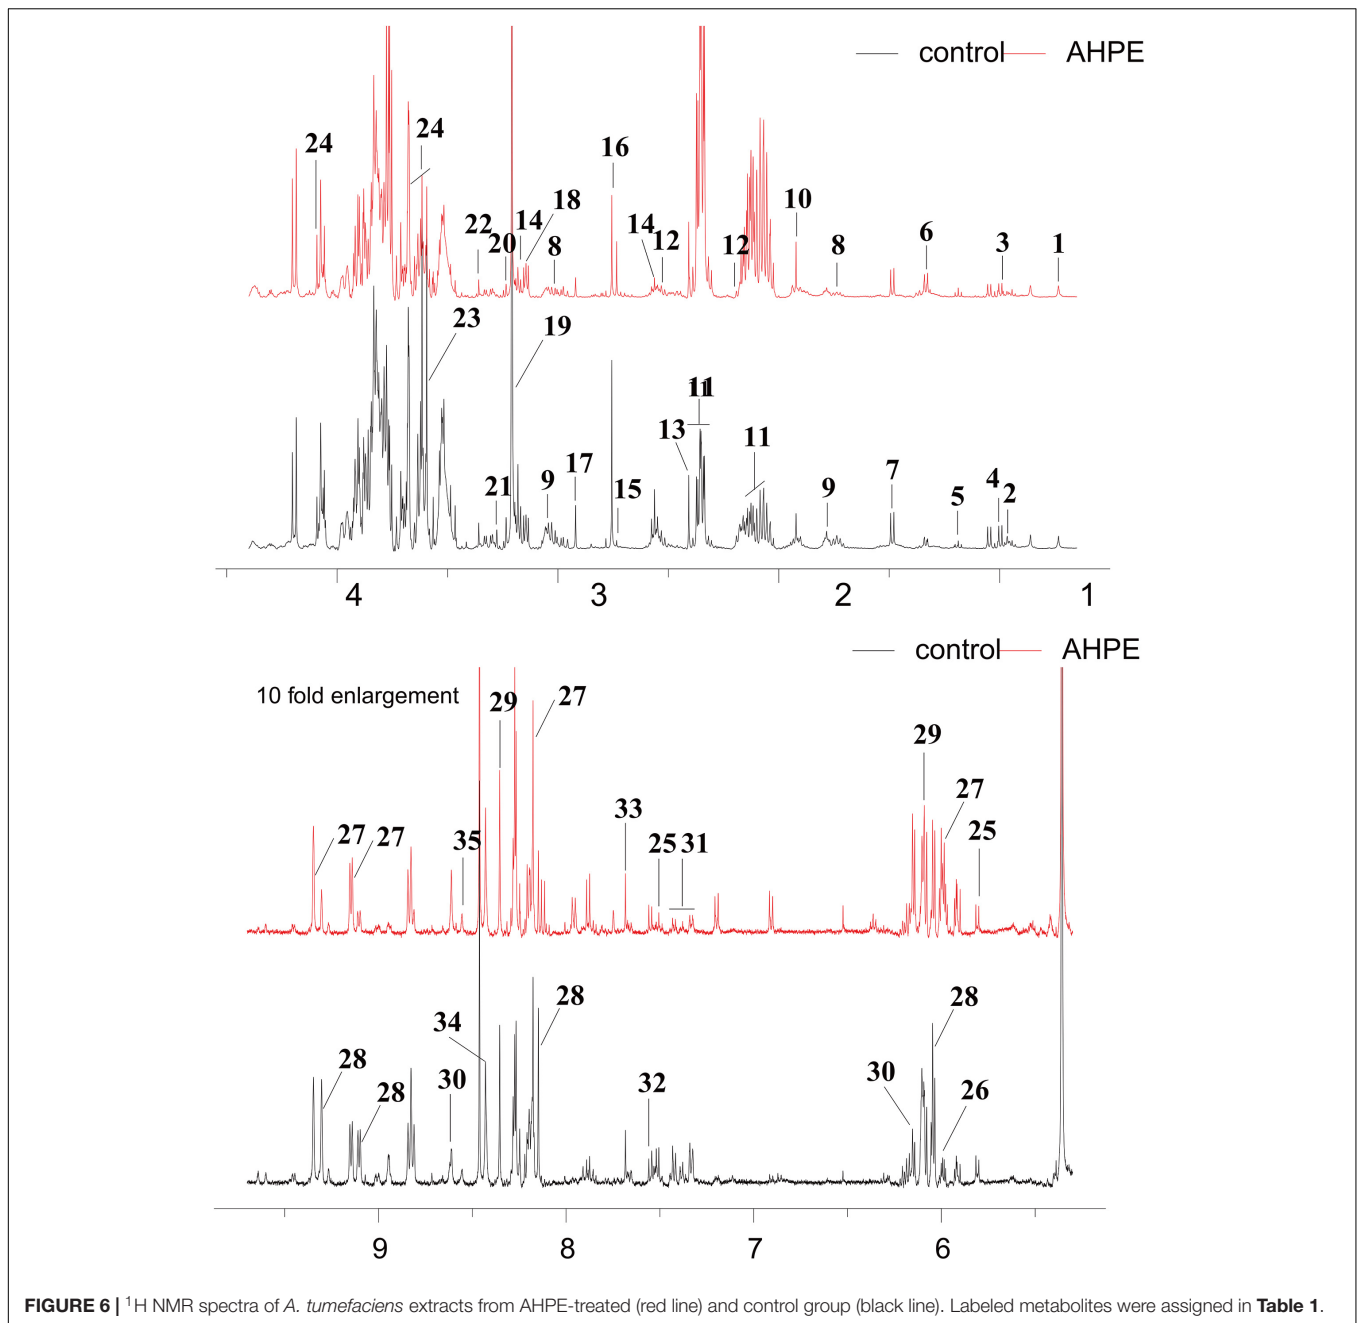 control AHPE
24 24 16 10
22 20 14 18 8 14 12 12 8 6 3 1
23 19 11 11
13 11
21 9 17 15 9 7 5 4 2
4 3 2 1
control AHPE
10 fold enlargement
29 27 29
27 27 35 33 25 31 27 25
34 28 28
28 28 30 32 30 26
9 8 7 6
FIGURE 6 | ¹H NMR spectra of A. tumefaciens extracts from AHPE-treated (red line) and control group (black line). Labeled metabolites were assigned in Table 1.